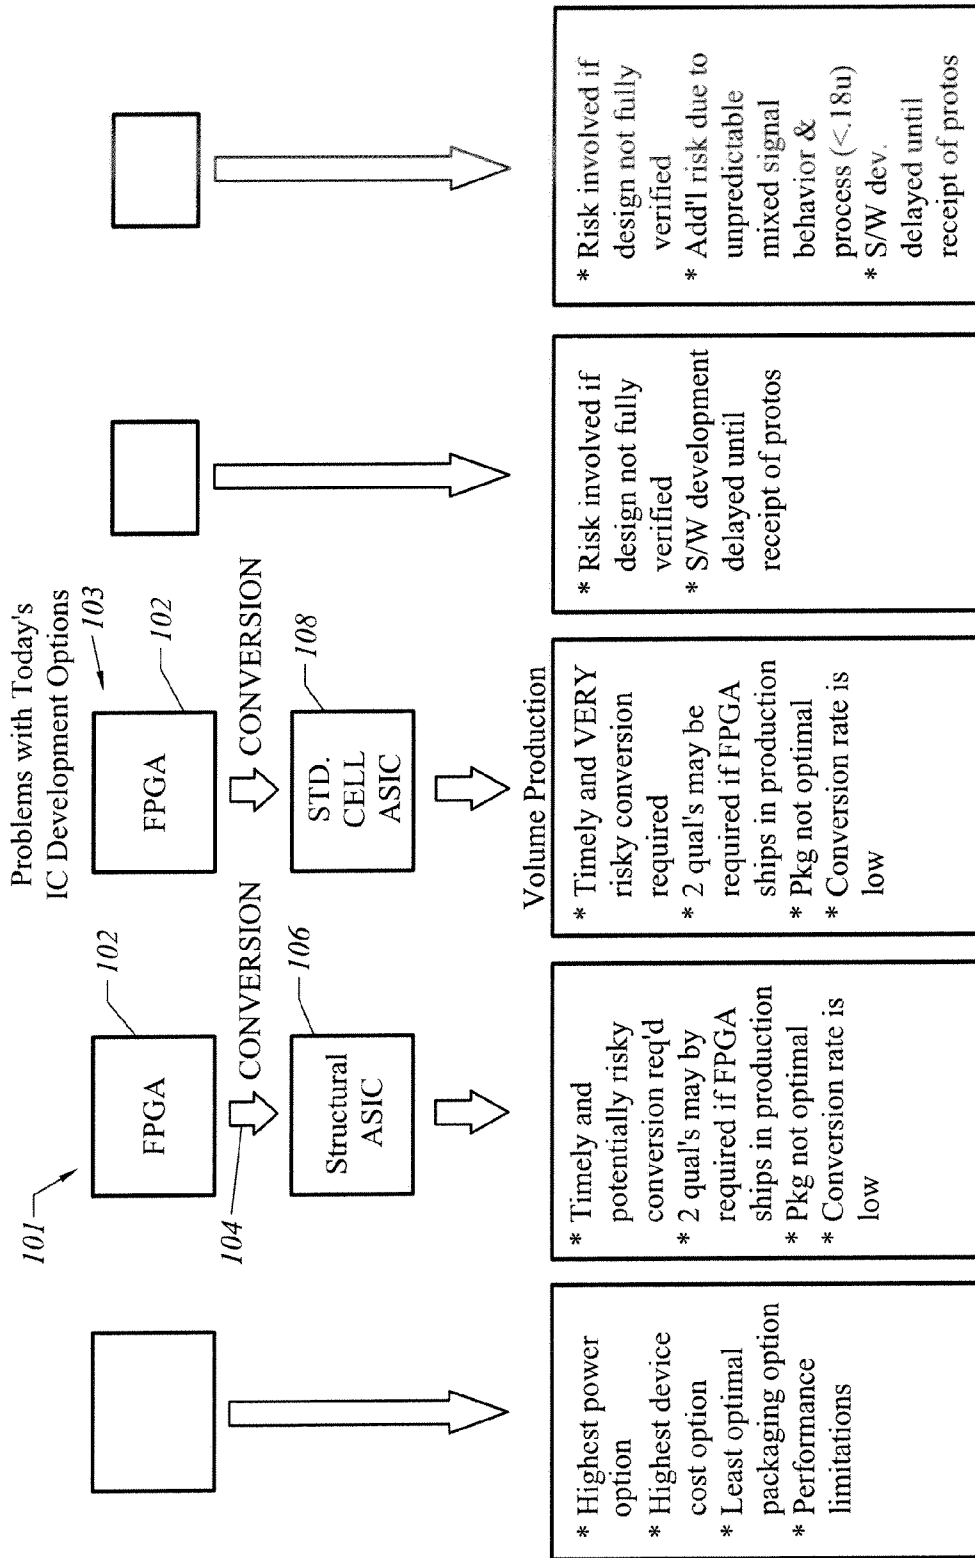 Problems with Today's
IC Development Options
101
103
FPGA
102
FPGA
102
104
CONVERSION
CONVERSION
Structural
ASIC
106
STD.
CELL
ASIC
108
Volume Production
* Highest power
option
* Highest device
cost option
* Least optimal
packaging option
* Performance
limitations
* Timely and
potentially risky
conversion req'd
* 2 qual's may by
required if FPGA
ships in production
* Pkg not optimal
* Conversion rate is
low
* Timely and VERY
risky conversion
required
* 2 qual's may be
required if FPGA
ships in production
* Pkg not optimal
* Conversion rate is
low
* Risk involved if
design not fully
verified
* S/W development
delayed until
receipt of protos
* Risk involved if
design not fully
verified
* Add'l risk due to
unpredictable
mixed signal
behavior &
process (<.18u)
* S/W dev.
delayed until
receipt of protos